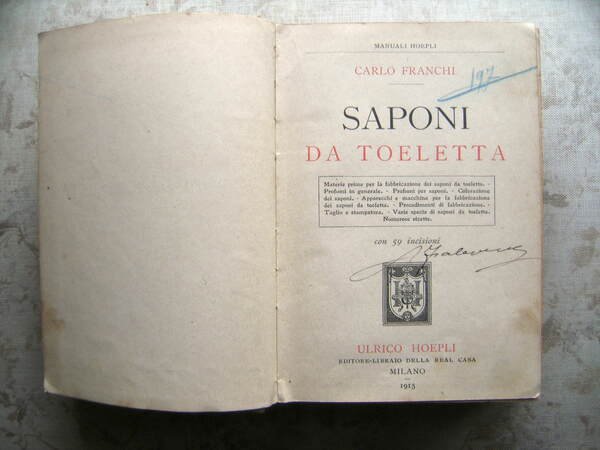 MANUALI HOEPLI
CARLO FRANCHI
197
SAPONI
DA TOELETTA
Materie prime per la fabbricazione dei saponi da toeletta. -
Profumi in generale. - Profumi per saponi. - Colorazione
dei saponi. - Apparecchi e macchine per la fabbricazione
dei saponi da toeletta. - Procedimenti di fabbricazione. -
Taglio e stampatura. - Varie specie di saponi da toeletta.
Numerose ricette.
con 59 incisioni
ULRICO HOEPLI
EDITORE-LIBRAIO DELLA REAL CASA
MILANO
1913